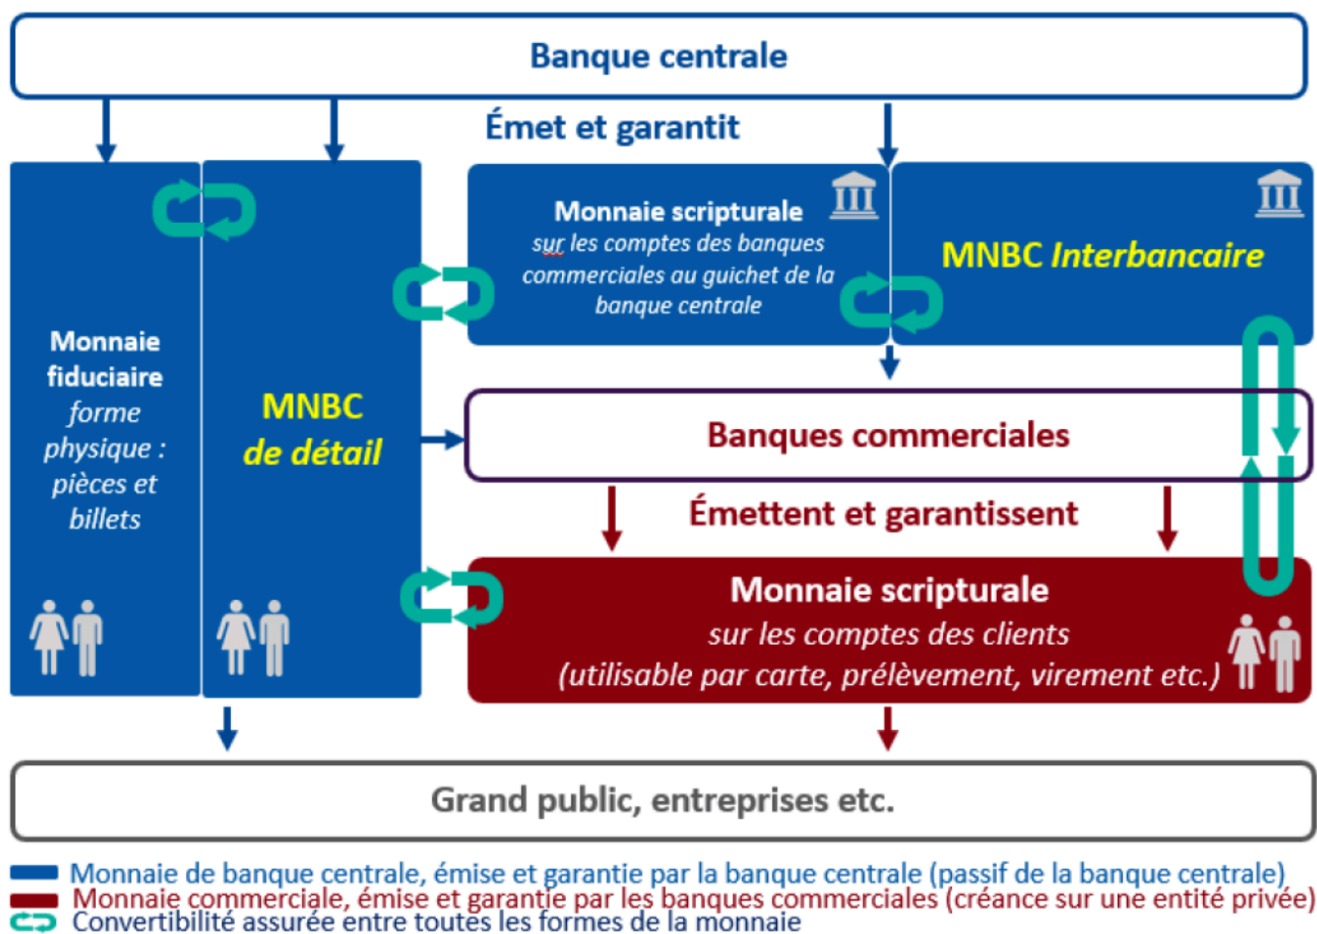 Banque centrale
Émet et garantit
Monnaie
fiduciaire
forme
physique :
pièces et
billets
MNBC
de détail
Monnaie scripturale
sur les comptes des banques
commerciales au guichet de la
banque centrale
MNBC Interbancaire
Banques commerciales
Émettent et garantissent
Monnaie scripturale
sur les comptes des clients
(utilisable par carte, prélèvement, virement etc.)
Grand public, entreprises etc.
Monnaie de banque centrale, émise et garantie par la banque centrale (passif de la banque centrale)
Monnaie commerciale, émise et garantie par les banques commerciales (créance sur une entité privée)
Convertibilité assurée entre toutes les formes de la monnaie